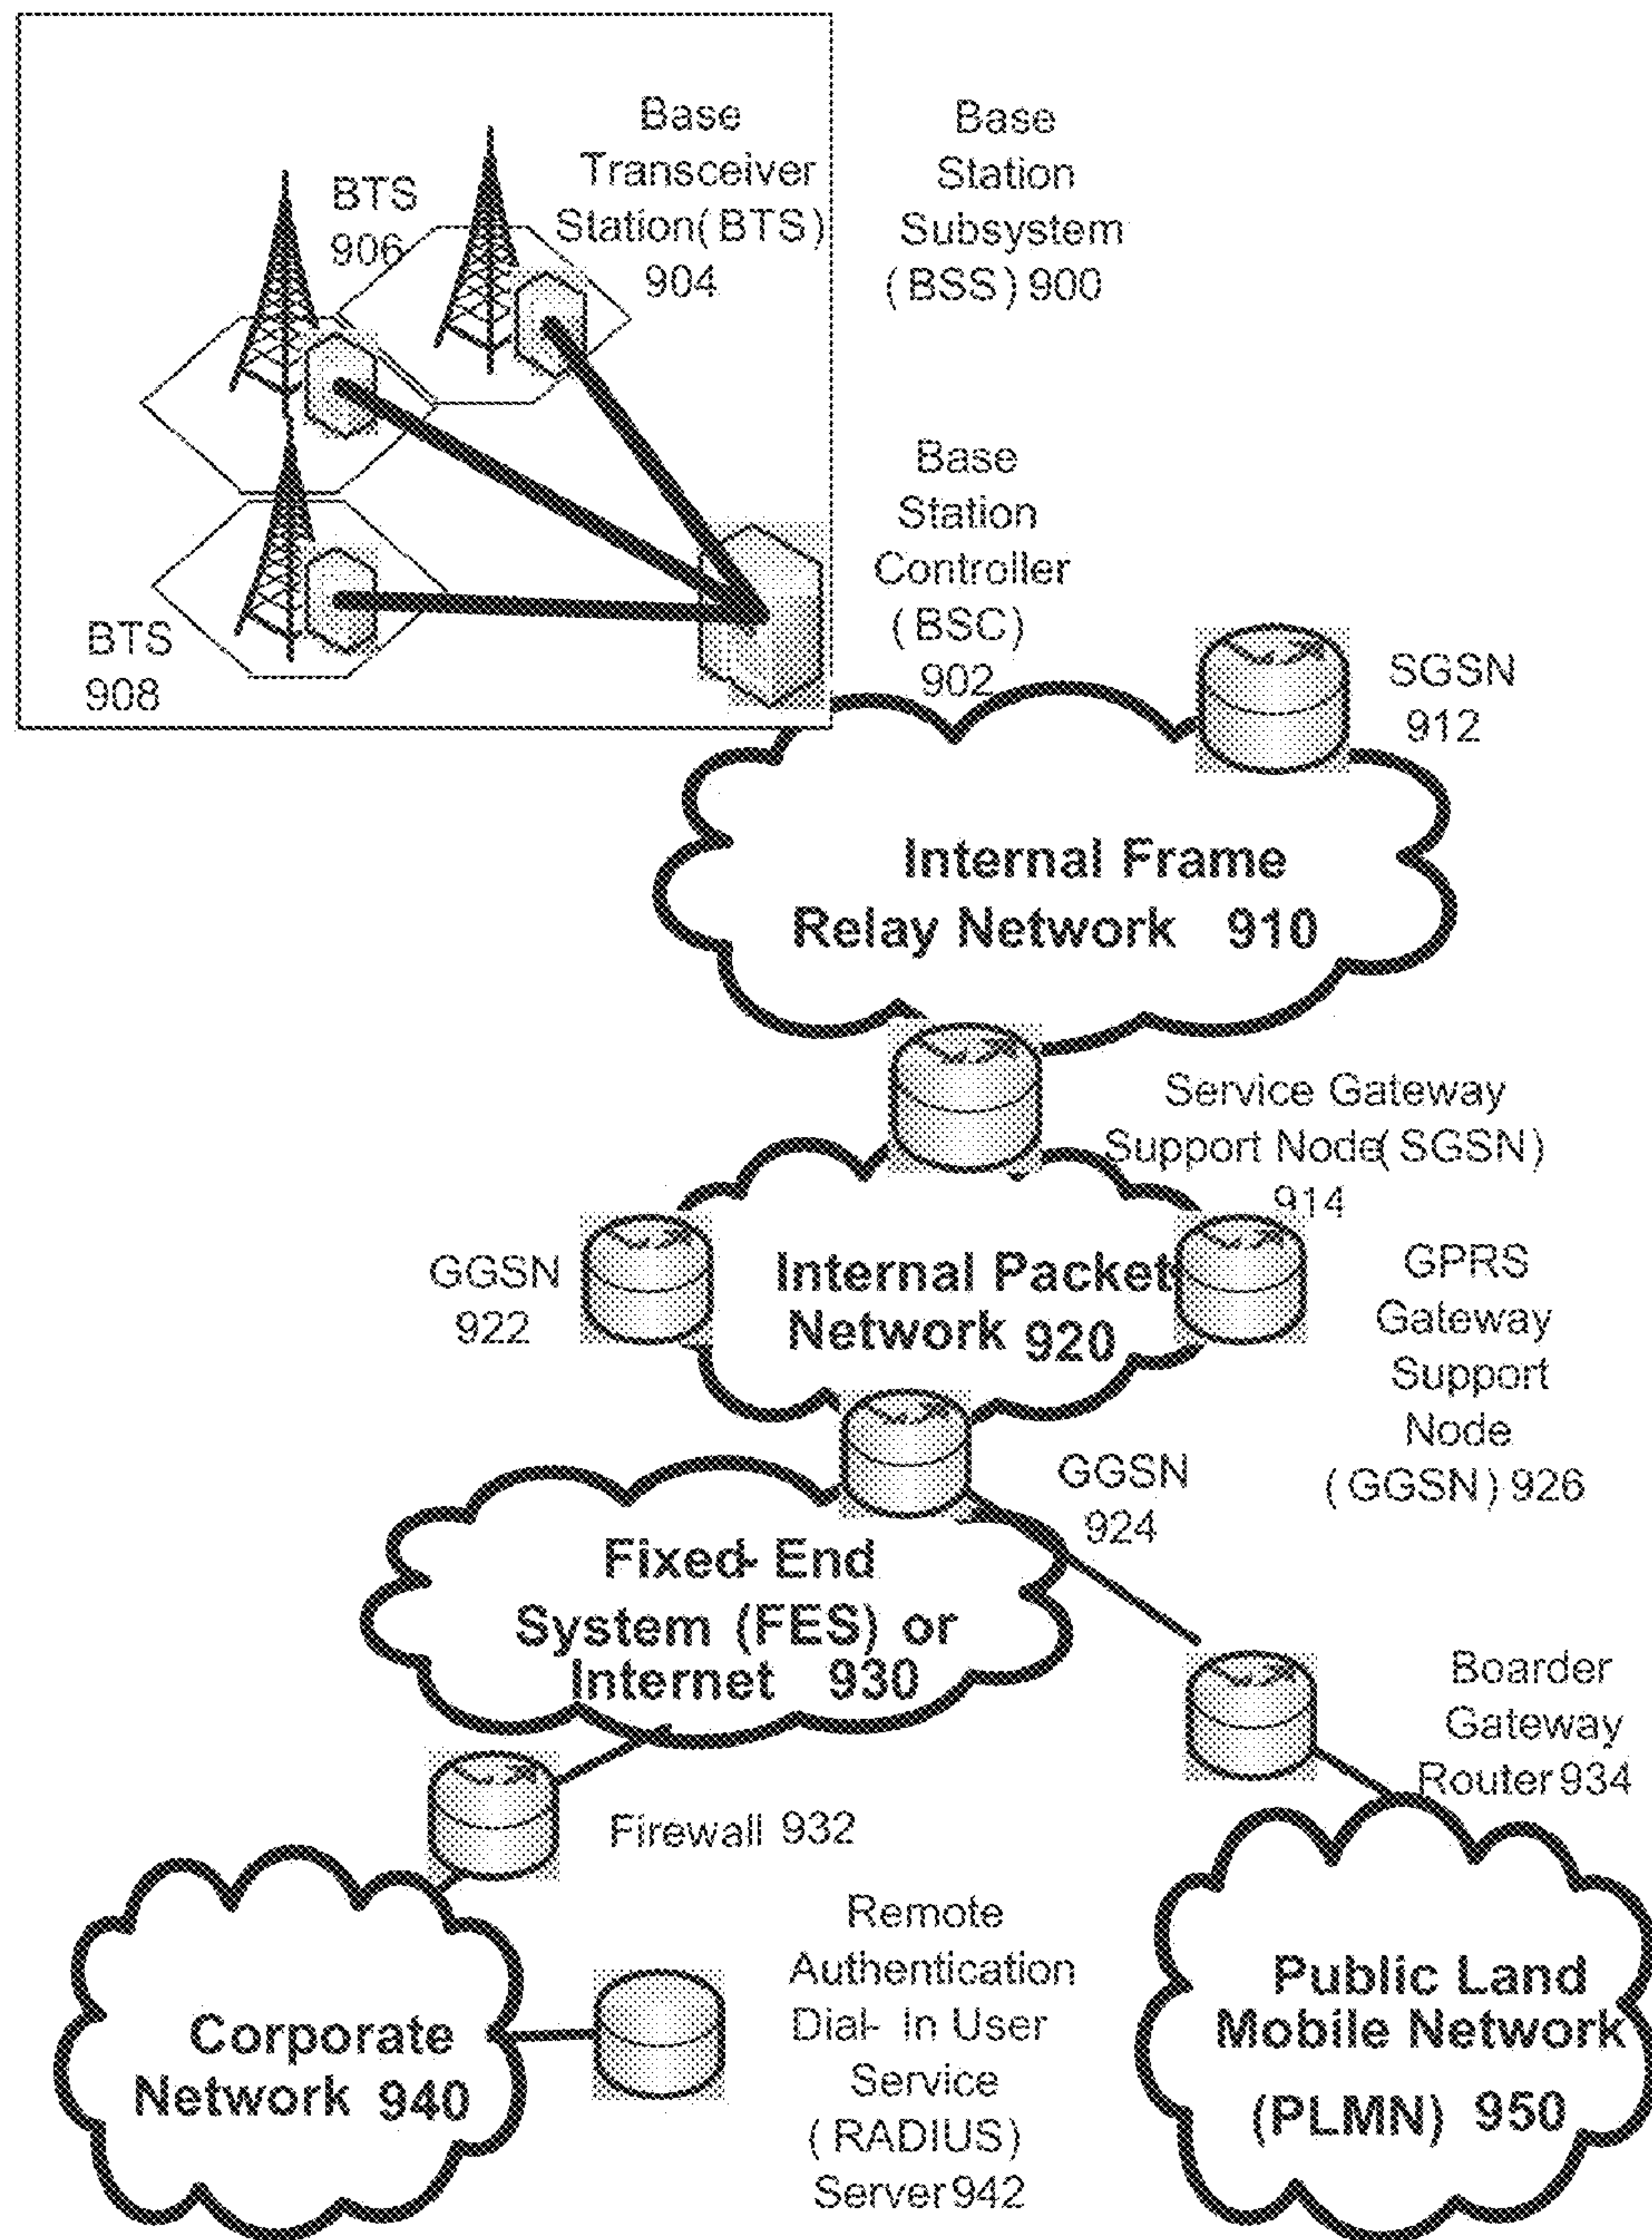 Base
Transceiver
Station(BTS)
904
BTS
906
Base
Station
Subsystem
(BSS) 900
Base
Station
Controller
(BSC)
902
BTS
908
SGSN
912
Internal Frame
Relay Network 910
Service Gateway
Support Node(SGSN)
914
GGSN
922
Internal Packet
Network 920
GPRS
Gateway
Support
Node
(GGSN) 926
GGSN
924
Fixed- End
System (FES) or
Internet 930
Boarder
Gateway
Router 934
Firewall 932
Remote
Authentication
Dial- In User
Service
(RADIUS)
Server 942
Corporate
Network 940
Public Land
Mobile Network
(PLMN) 950